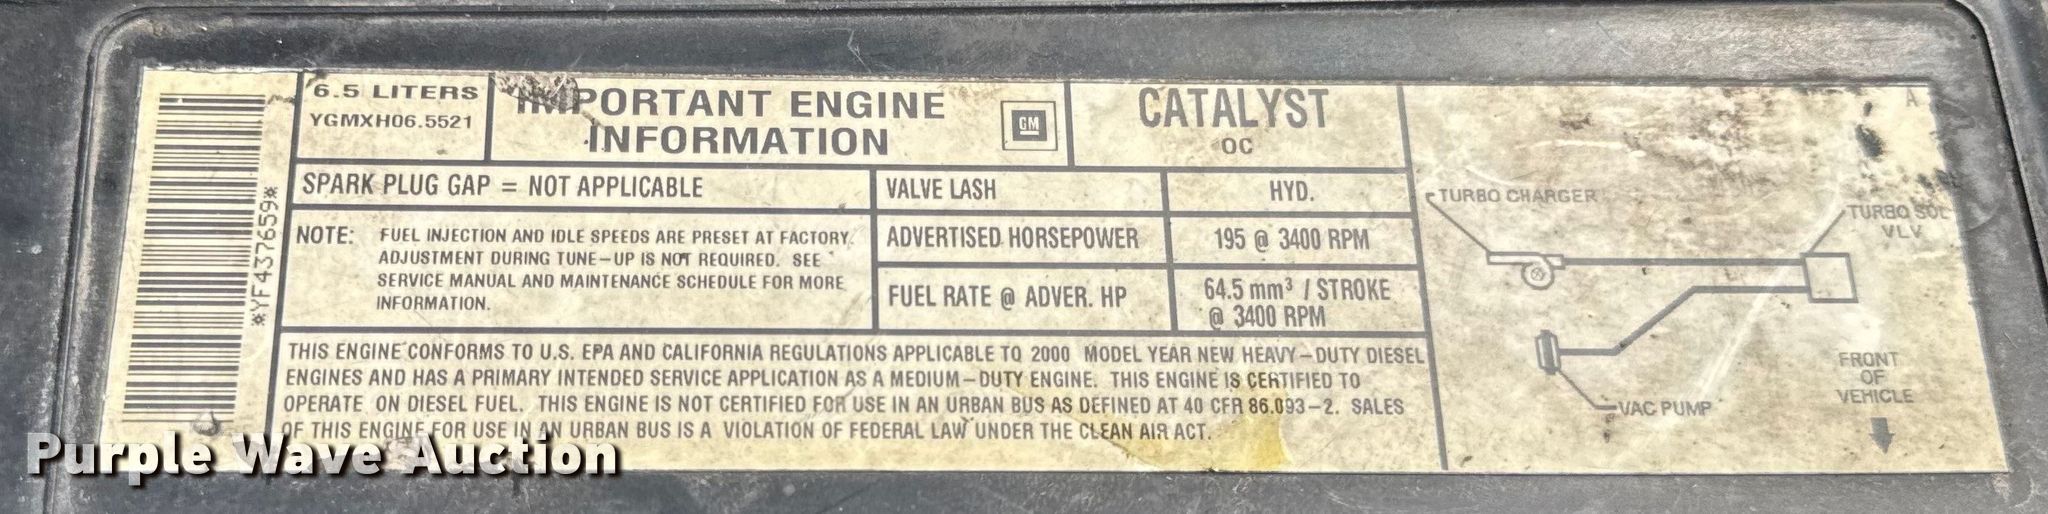 6.5 LITERS
YGMXH06.5521
IMPORTANT ENGINE
INFORMATION
GM
CATALYST
OC
A
*YF437659*
SPARK PLUG GAP = NOT APPLICABLE
VALVE LASH
HYD.
NOTE: FUEL INJECTION AND IDLE SPEEDS ARE PRESET AT FACTORY.
ADJUSTMENT DURING TUNE-UP IS NOT REQUIRED. SEE
SERVICE MANUAL AND MAINTENANCE SCHEDULE FOR MORE
INFORMATION.
ADVERTISED HORSEPOWER
195 @ 3400 RPM
FUEL RATE @ ADVER. HP
64.5 mm³ / STROKE
@ 3400 RPM
THIS ENGINE CONFORMS TO U.S. EPA AND CALIFORNIA REGULATIONS APPLICABLE TO 2000 MODEL YEAR NEW HEAVY-DUTY DIESEL
ENGINES AND HAS A PRIMARY INTENDED SERVICE APPLICATION AS A MEDIUM-DUTY ENGINE. THIS ENGINE IS CERTIFIED TO
OPERATE ON DIESEL FUEL. THIS ENGINE IS NOT CERTIFIED FOR USE IN AN URBAN BUS AS DEFINED AT 40 CFR 86.093-2. SALES
OF THIS ENGINE FOR USE IN AN URBAN BUS IS A VIOLATION OF FEDERAL LAW UNDER THE CLEAN AIR ACT.
TURBO CHARGER
TURBO SOL
VLV
VAC PUMP
FRONT
OF
VEHICLE
Purple Wave Auction